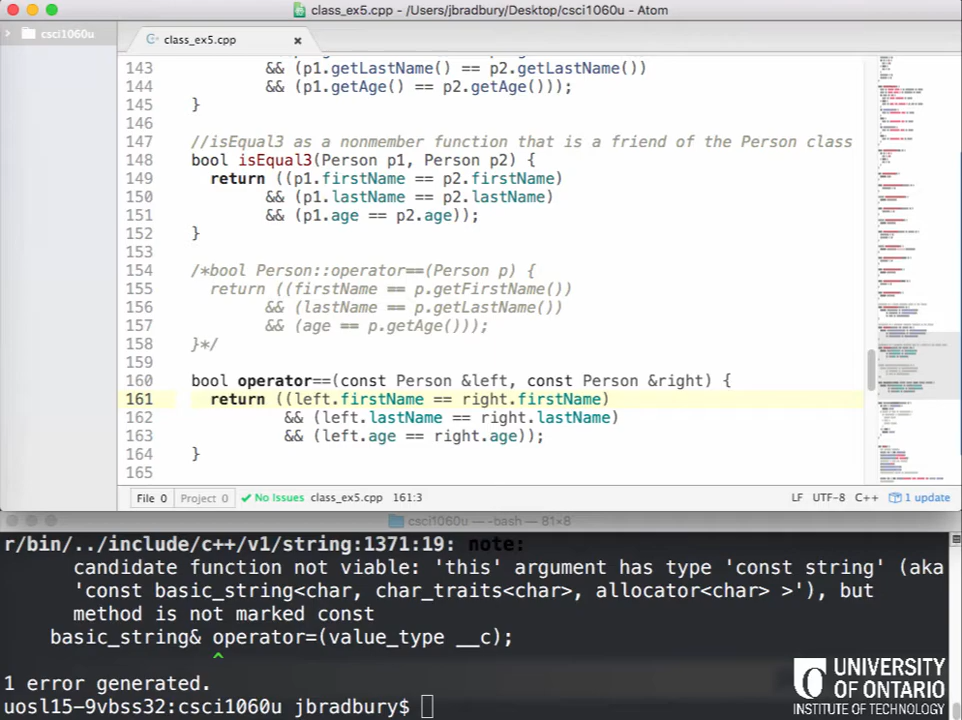 class_ex5.cpp - /Users/jbradbury/Desktop/csci1060u - Atom
csci1060u
class_ex5.cpp
143 && (p1.getLastName() == p2.getLastName())
144 && (p1.getAge() == p2.getAge()));
145 }
146
147 //isEqual3 as a nonmember function that is a friend of the Person class
148 bool isEqual3(Person p1, Person p2) {
149 return ((p1.firstName == p2.firstName)
150 && (p1.lastName == p2.lastName)
151 && (p1.age == p2.age));
152 }
153
154 /*bool Person::operator==(Person p) {
155 return ((firstName == p.getFirstName())
156 && (lastName == p.getLastName())
157 && (age == p.getAge()));
158 }*/
159
160 bool operator==(const Person &left, const Person &right) {
161 return ((left.firstName == right.firstName)
162 && (left.lastName == right.lastName)
163 && (left.age == right.age));
164 }
165
File 0 Project 0 No Issues class_ex5.cpp 161:3 LF UTF-8 C++ 1 update
csci1060u — -bash — 81×8
r/bin/../include/c++/v1/string:1371:19: note:
candidate function not viable: 'this' argument has type 'const string' (aka
'const basic_string<char, char_traits<char>, allocator<char> >'), but
method is not marked const
basic_string& operator=(value_type __c);
^
1 error generated.
uosl15-9vbss32:csci1060u jbradbury$
UNIVERSITY
OF ONTARIO
INSTITUTE OF TECHNOLOGY